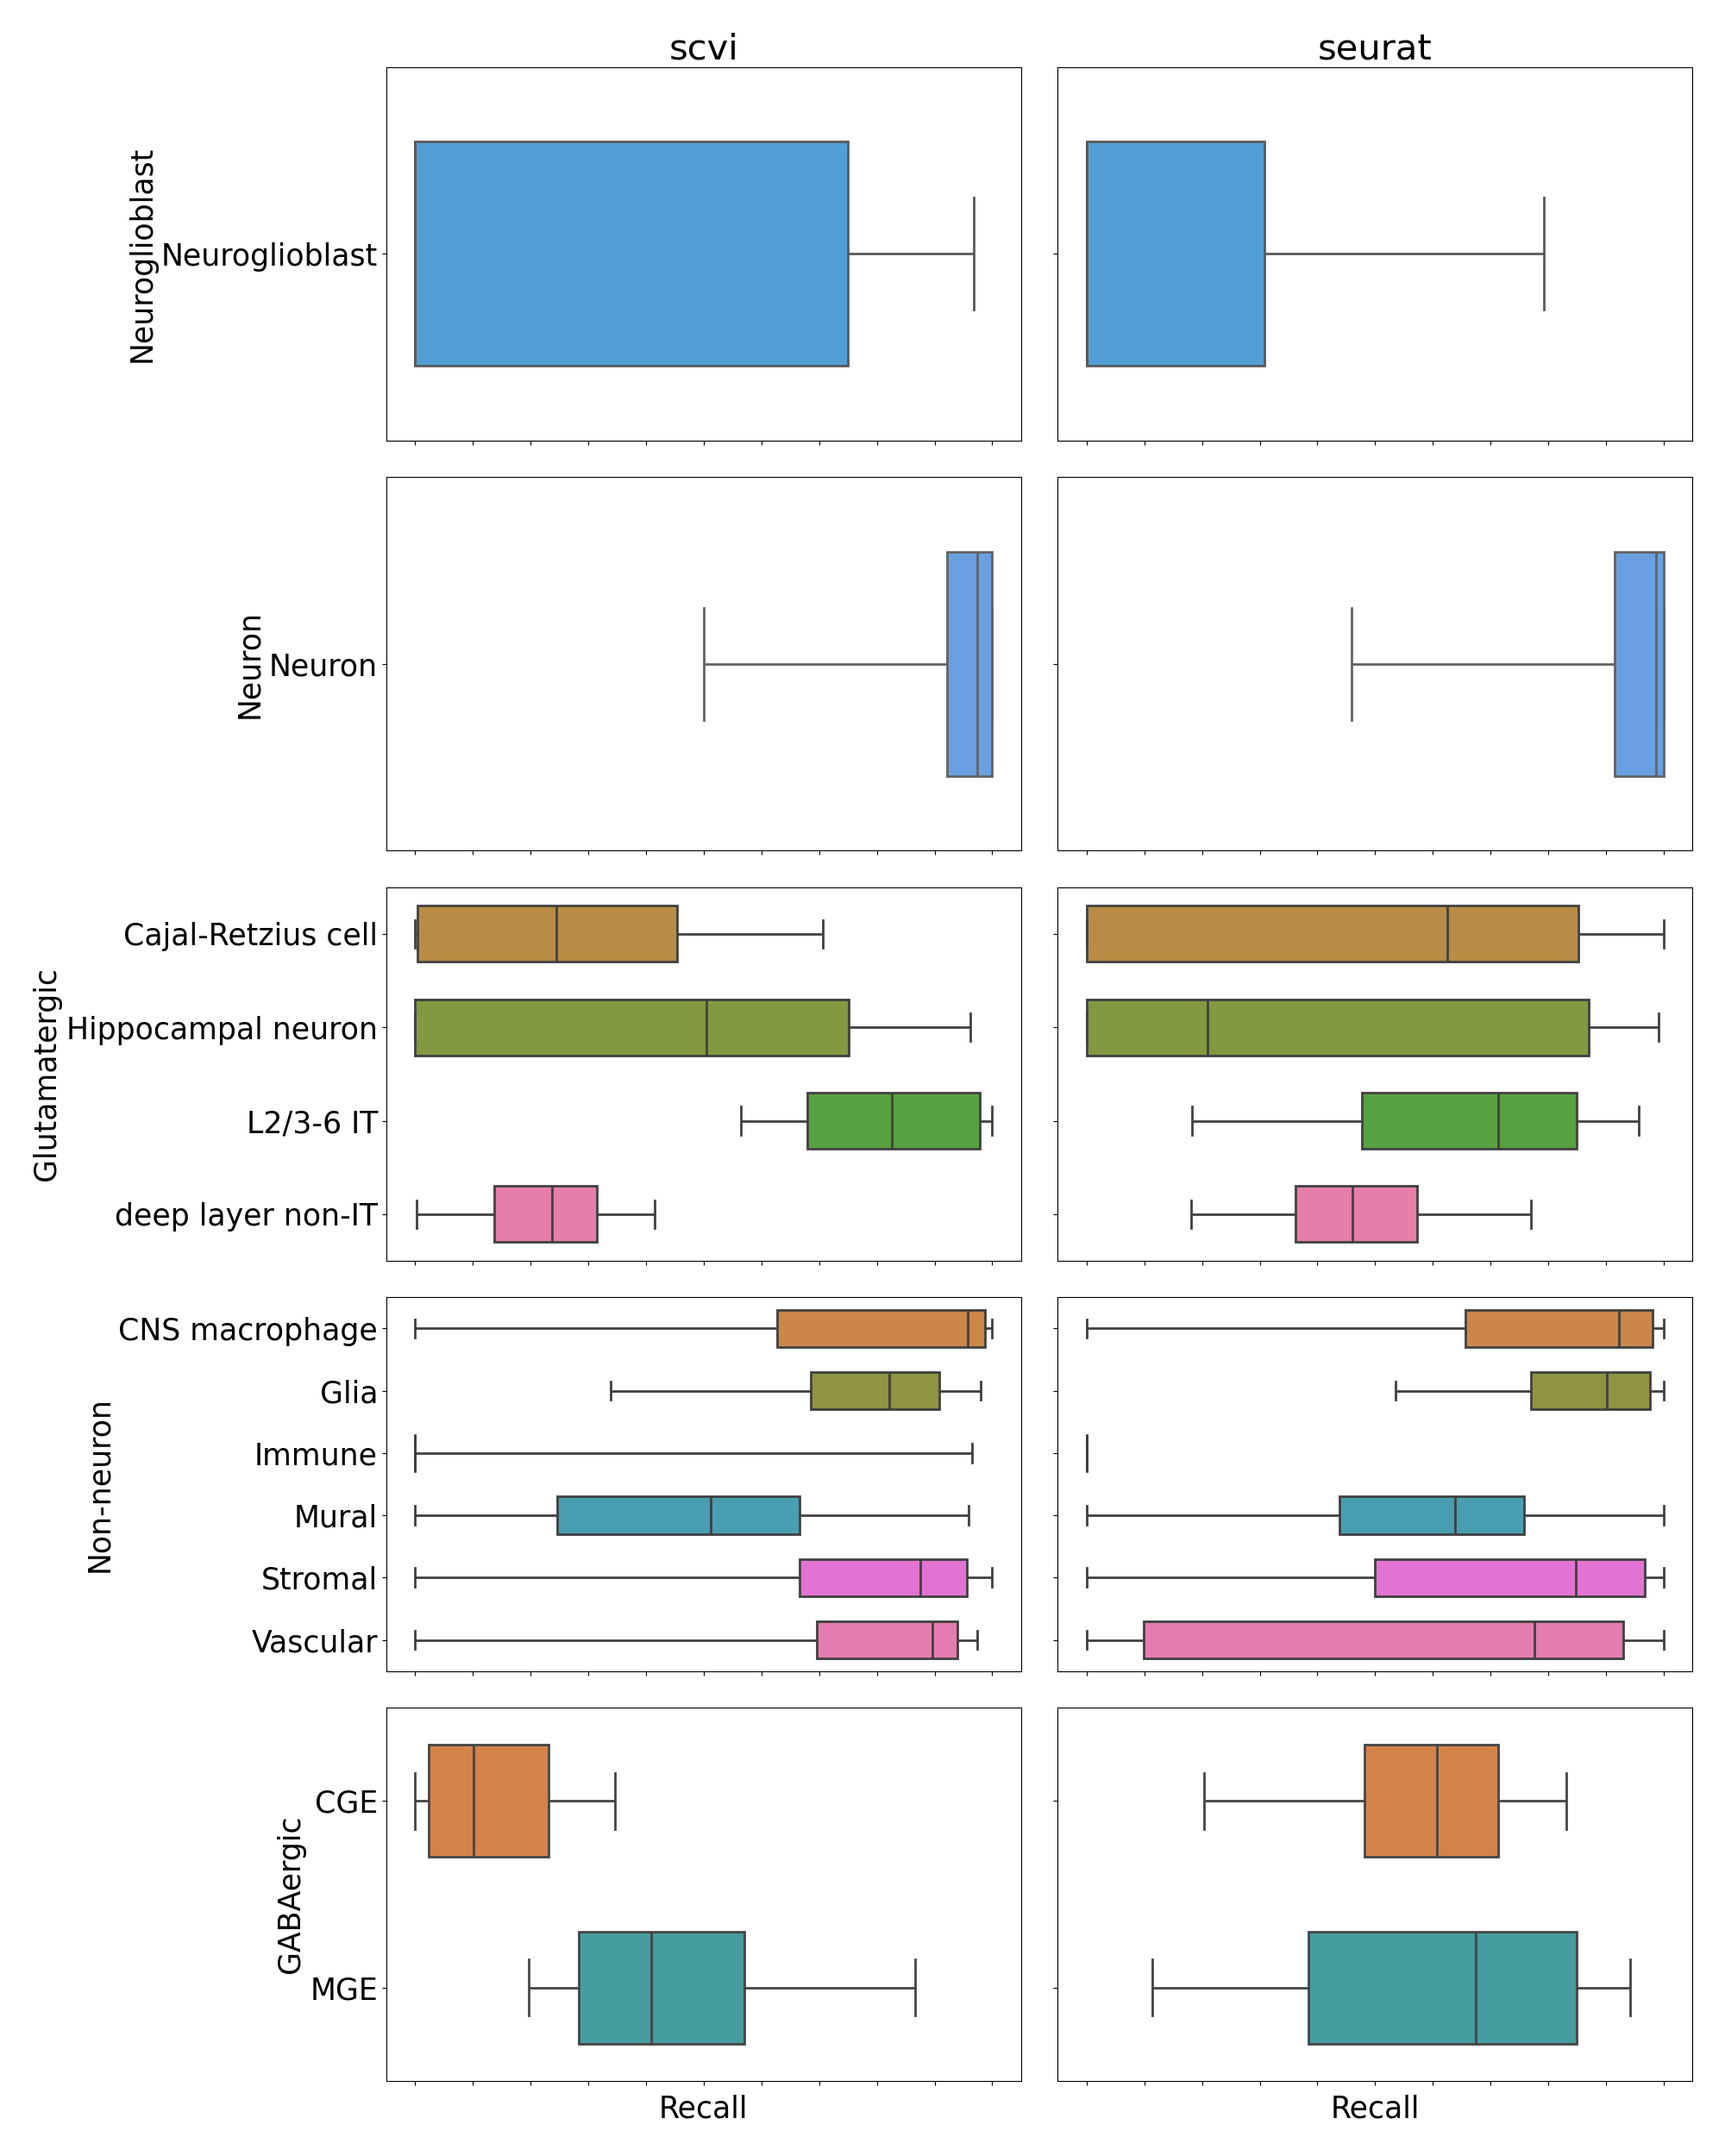 scvi
seurat
Neuroglioblast
Neuroglioblast
Neuron
Neuron
Glutamatergic
Cajal-Retzius cell
Hippocampal neuron
L2/3-6 IT
deep layer non-IT
Non-neuron
CNS macrophage
Glia
Immune
Mural
Stromal
Vascular
GABAergic
CGE
MGE
Recall
Recall